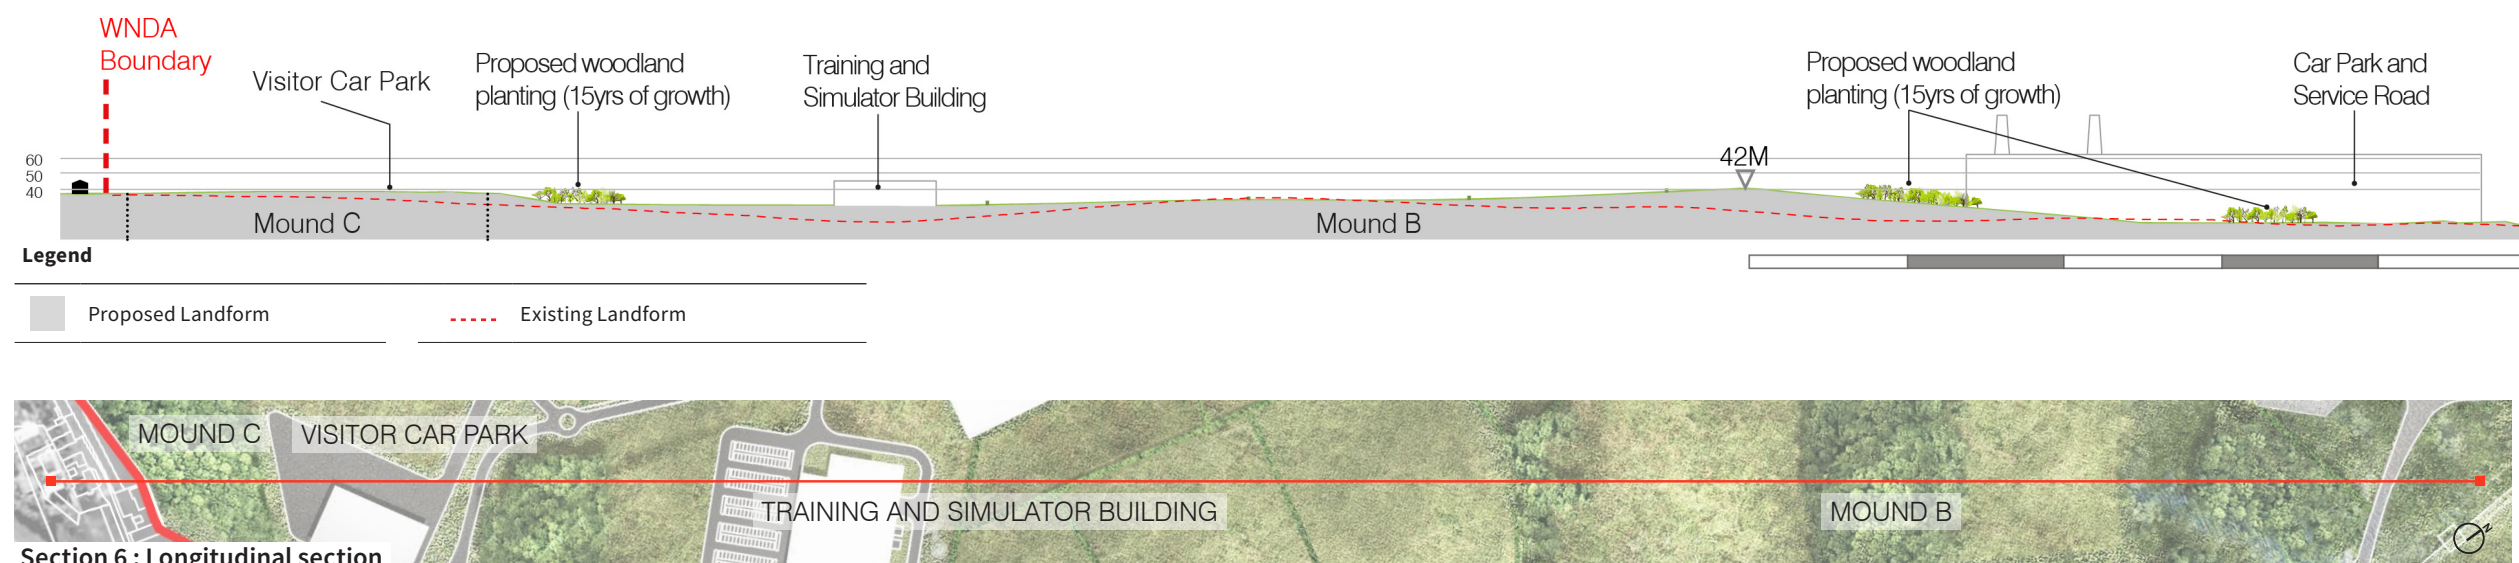 WNDA
Boundary
Visitor Car Park
Proposed woodland
planting (15yrs of growth)
Training and
Simulator Building
Proposed woodland
planting (15yrs of growth)
Car Park and
Service Road
60
50
40
42M
Mound C
Mound B
Legend
Proposed Landform
Existing Landform
MOUND C
VISITOR CAR PARK
TRAINING AND SIMULATOR BUILDING
MOUND B
N
Section 6 : Longitudinal section